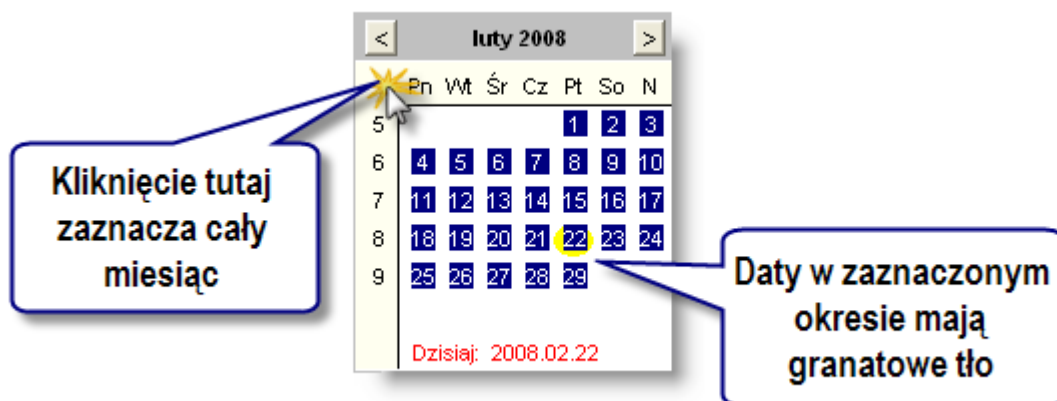 < luty 2008 >
Pn Wt Śr Cz Pt So N
5 1 2 3
6 4 5 6 7 8 9 10
7 11 12 13 14 15 16 17
8 18 19 20 21 22 23 24
9 25 26 27 28 29
Dzisiaj: 2008.02.22
Kliknięcie tutaj
zaznacza cały
miesiąc
Daty w zaznaczonym
okresie mają
granatowe tło